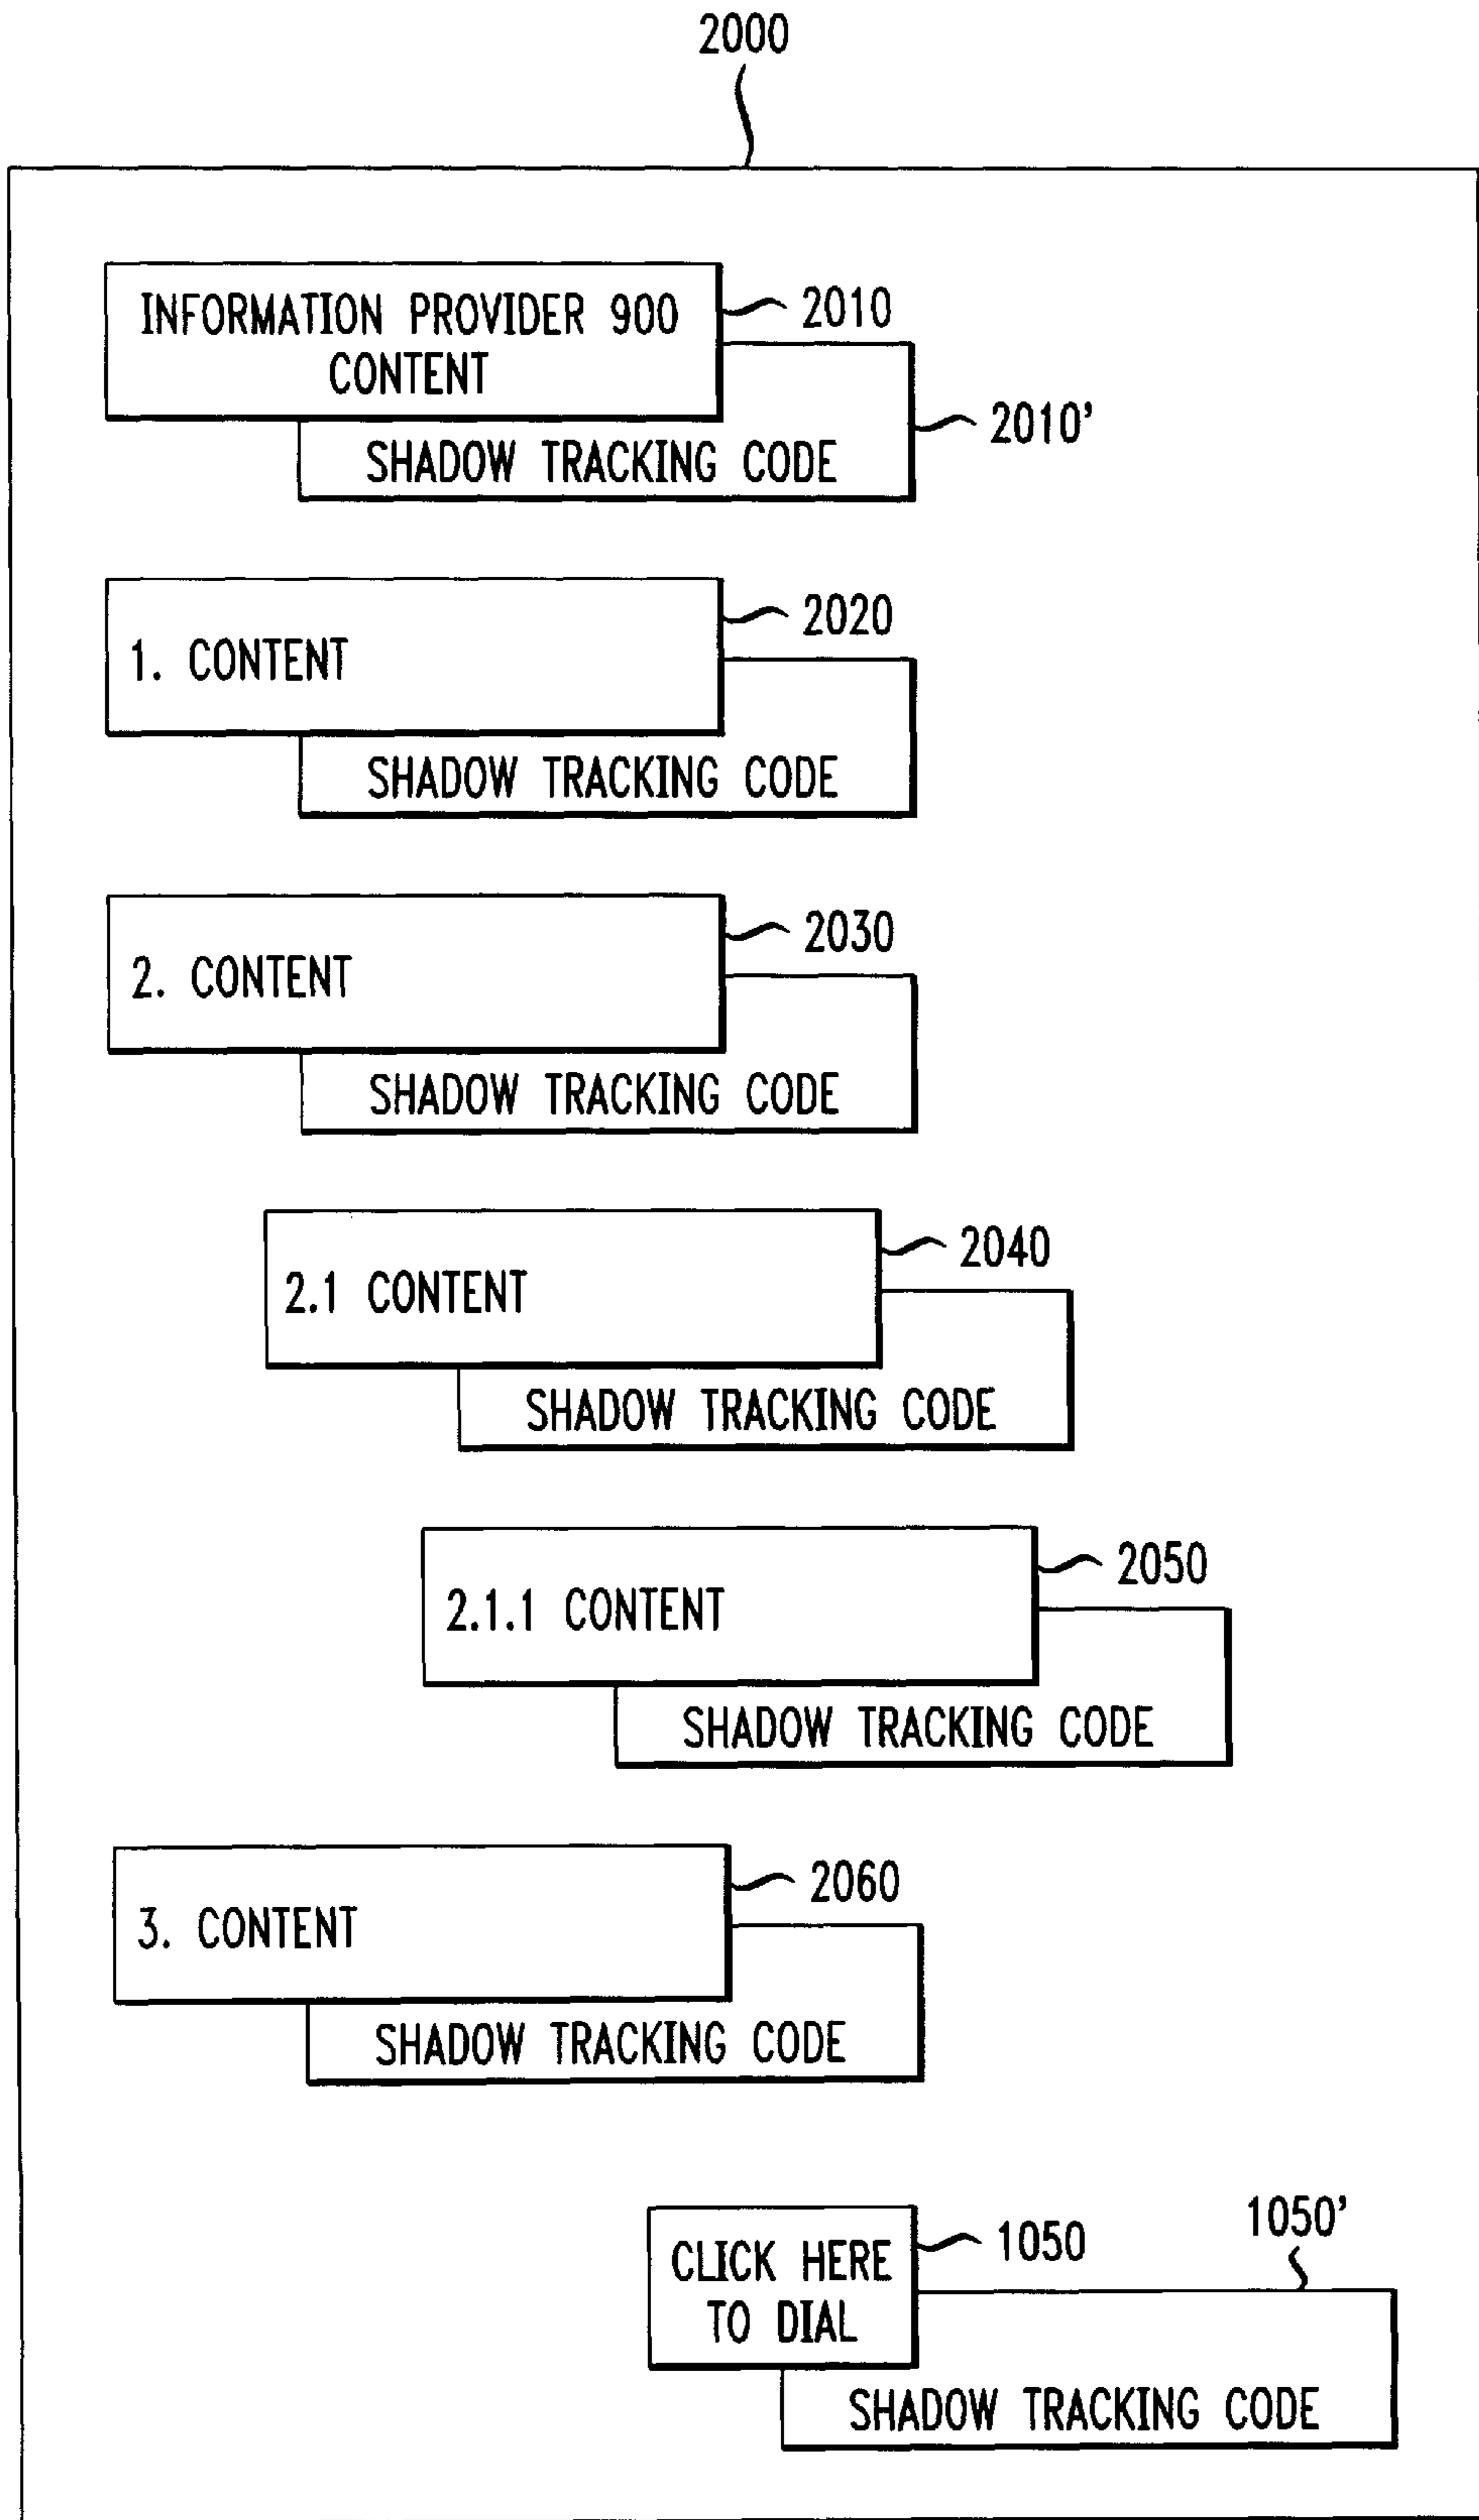 2000
INFORMATION PROVIDER 900
CONTENT
2010
2010'
SHADOW TRACKING CODE
1. CONTENT
2020
SHADOW TRACKING CODE
2. CONTENT
2030
SHADOW TRACKING CODE
2.1 CONTENT
2040
SHADOW TRACKING CODE
2.1.1 CONTENT
2050
SHADOW TRACKING CODE
3. CONTENT
2060
SHADOW TRACKING CODE
CLICK HERE
TO DIAL
1050
1050'
SHADOW TRACKING CODE